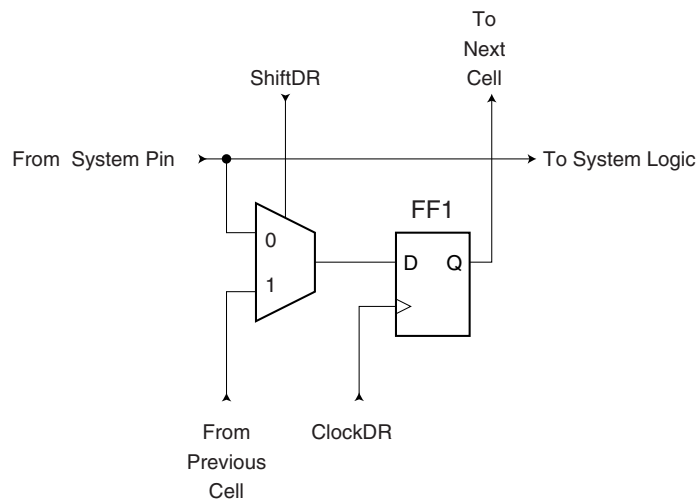 To
Next
Cell
ShiftDR
From System Pin
To System Logic
FF1
0
D Q
1
From
Previous
Cell
ClockDR